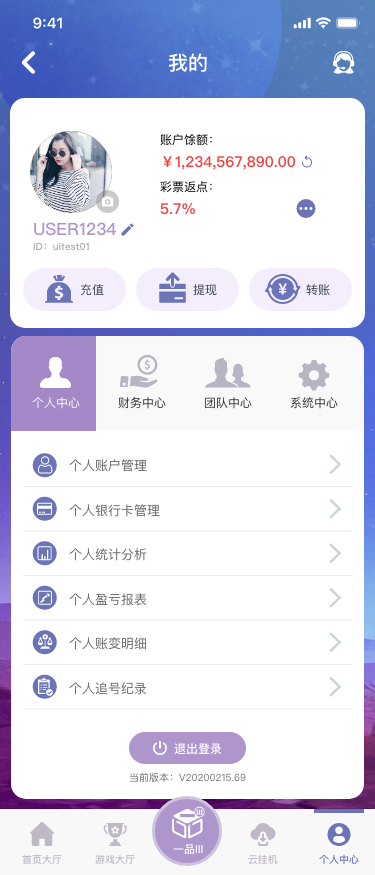 9:41
我的
账户馀额：
￥1,234,567,890.00
彩票返点：
5.7%
USER1234
ID：uitest01
充值
提现
转账
个人中心
财务中心
团队中心
系统中心
个人账户管理
个人银行卡管理
个人统计分析
个人盈亏报表
个人账变明细
个人追号纪录
退出登录
当前版本：V20200215.69
首页大厅
游戏大厅
一品III
云挂机
个人中心